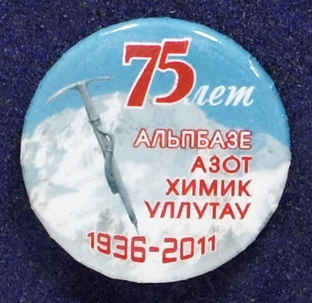 75 лет
АЛЬПБАЗЕ
АЗОТ
ХИМИК
УЛЛУТАУ
1936-2011